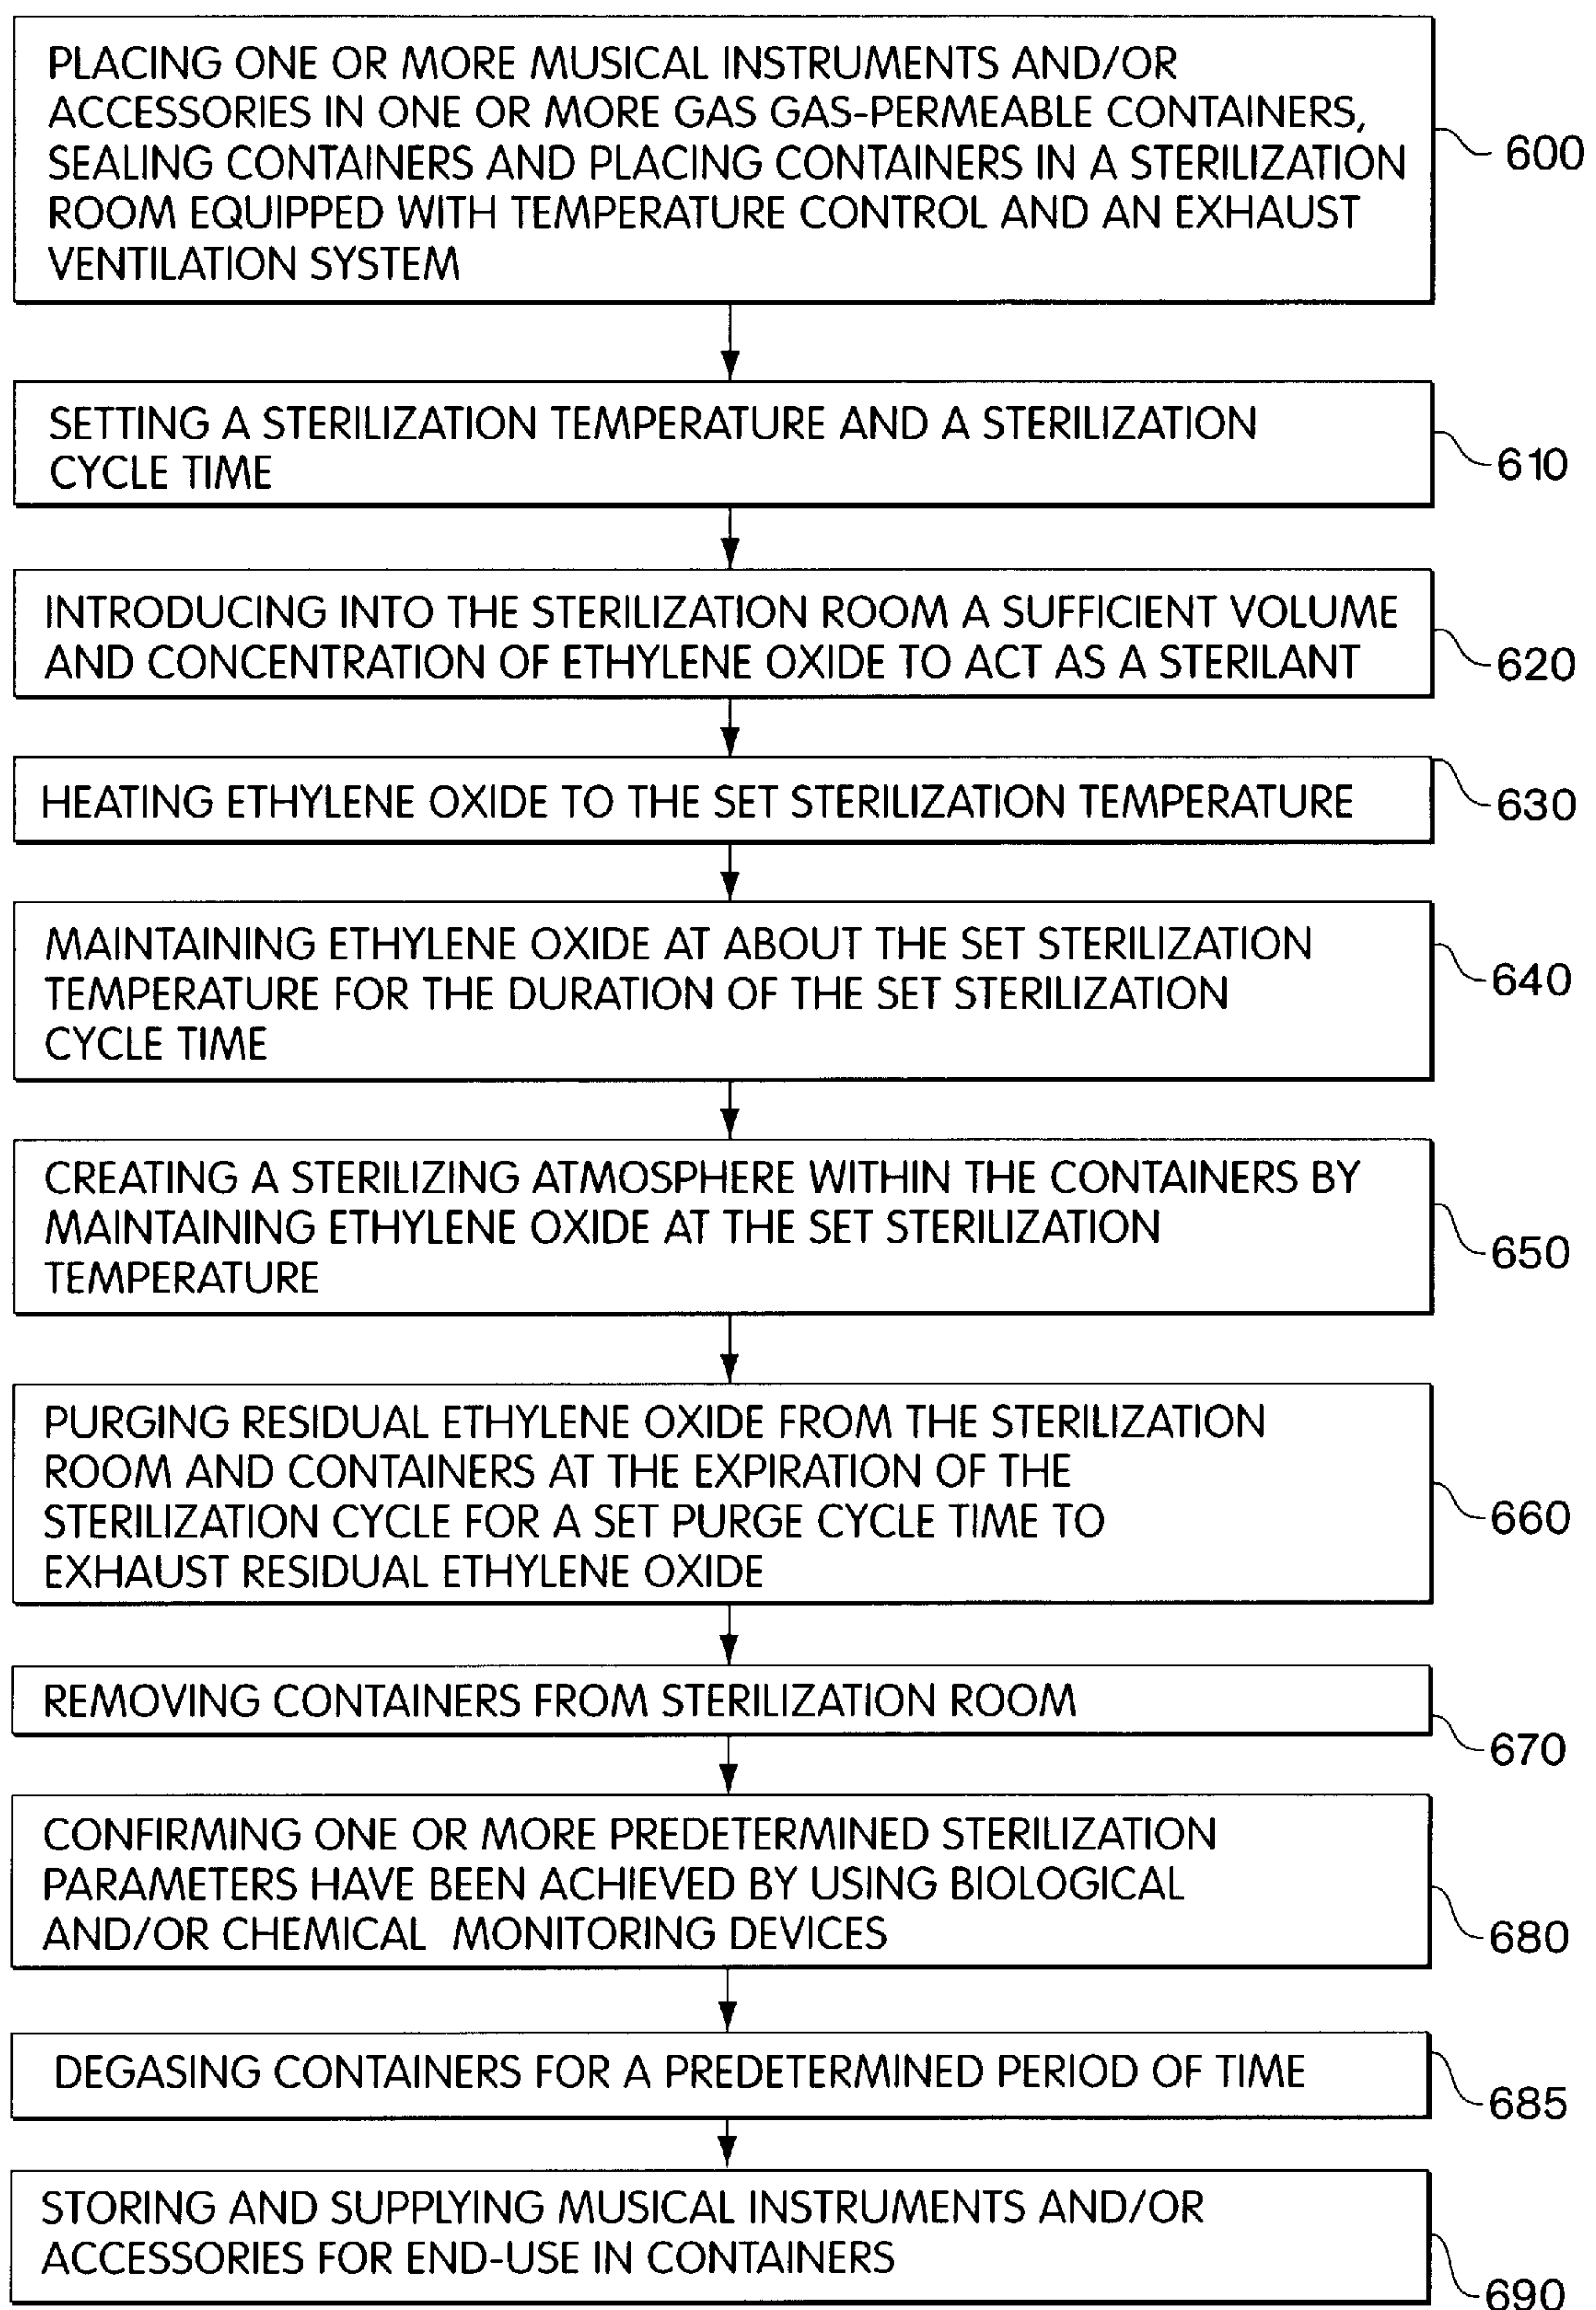 PLACING ONE OR MORE MUSICAL INSTRUMENTS AND/OR
ACCESSORIES IN ONE OR MORE GAS GAS-PERMEABLE CONTAINERS,
SEALING CONTAINERS AND PLACING CONTAINERS IN A STERILIZATION
ROOM EQUIPPED WITH TEMPERATURE CONTROL AND AN EXHAUST
VENTILATION SYSTEM
600
SETTING A STERILIZATION TEMPERATURE AND A STERILIZATION
CYCLE TIME
610
INTRODUCING INTO THE STERILIZATION ROOM A SUFFICIENT VOLUME
AND CONCENTRATION OF ETHYLENE OXIDE TO ACT AS A STERILANT
620
HEATING ETHYLENE OXIDE TO THE SET STERILIZATION TEMPERATURE
630
MAINTAINING ETHYLENE OXIDE AT ABOUT THE SET STERILIZATION
TEMPERATURE FOR THE DURATION OF THE SET STERILIZATION
CYCLE TIME
640
CREATING A STERILIZING ATMOSPHERE WITHIN THE CONTAINERS BY
MAINTAINING ETHYLENE OXIDE AT THE SET STERILIZATION
TEMPERATURE
650
PURGING RESIDUAL ETHYLENE OXIDE FROM THE STERILIZATION
ROOM AND CONTAINERS AT THE EXPIRATION OF THE
STERILIZATION CYCLE FOR A SET PURGE CYCLE TIME TO
EXHAUST RESIDUAL ETHYLENE OXIDE
660
REMOVING CONTAINERS FROM STERILIZATION ROOM
670
CONFIRMING ONE OR MORE PREDETERMINED STERILIZATION
PARAMETERS HAVE BEEN ACHIEVED BY USING BIOLOGICAL
AND/OR CHEMICAL MONITORING DEVICES
680
DEGASING CONTAINERS FOR A PREDETERMINED PERIOD OF TIME
685
STORING AND SUPPLYING MUSICAL INSTRUMENTS AND/OR
ACCESSORIES FOR END-USE IN CONTAINERS
690